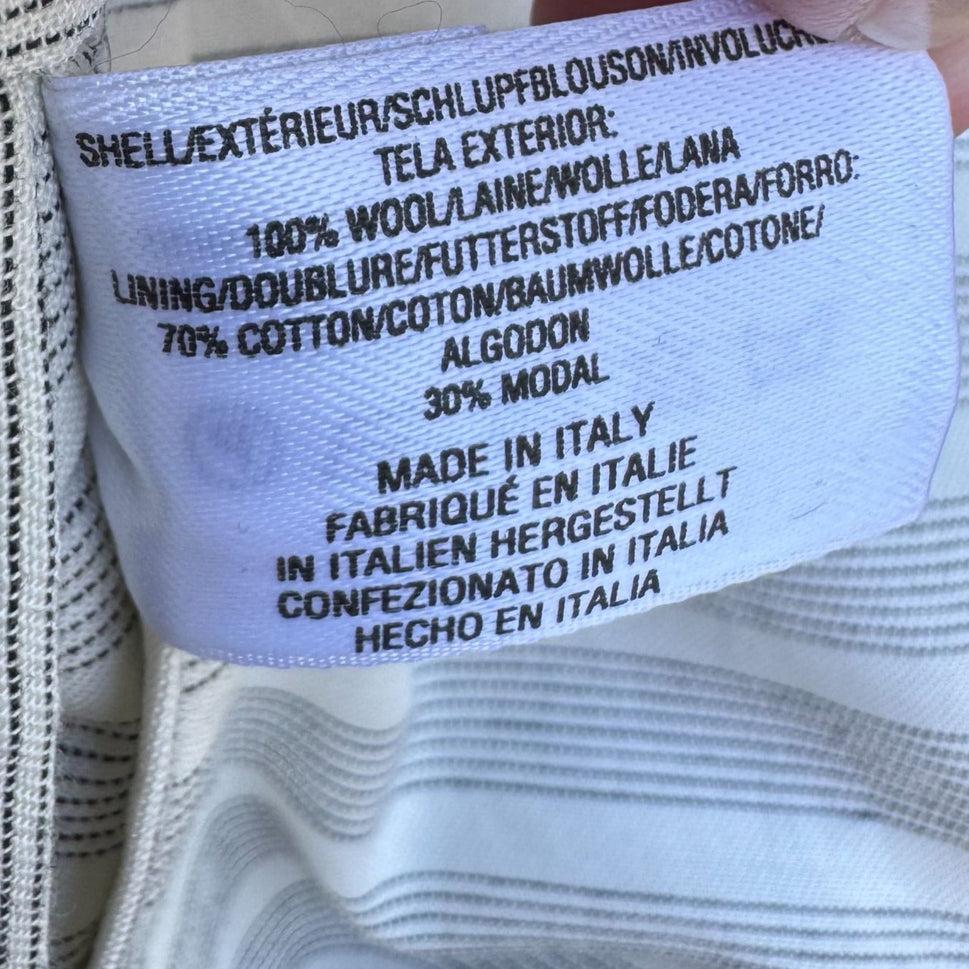 SHELL/EXTÉRIEUR/SCHLUPFBLOUSON/
TELA EXTERIOR:
100% WOOL/LAINE/WOLLE/LANA
LINING/DOUBLURE/FUTTERSTOFF/FODERA/FORRO:
70% COTTON/COTON/BAUMWOLLE/COTONE/
ALGODON
30% MODAL
MADE IN ITALY
FABRIQUÉ EN ITALIE
IN ITALIEN HERGESTELLT
CONFEZIONATO IN ITALIA
HECHO EN ITALIA